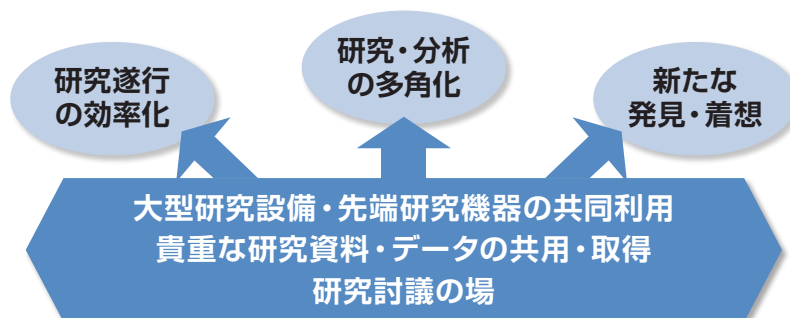 研究遂行
の効率化
研究・分析
の多角化
新たな
発見・着想
大型研究設備・先端研究機器の共同利用
貴重な研究資料・データの共用・取得
研究討議の場